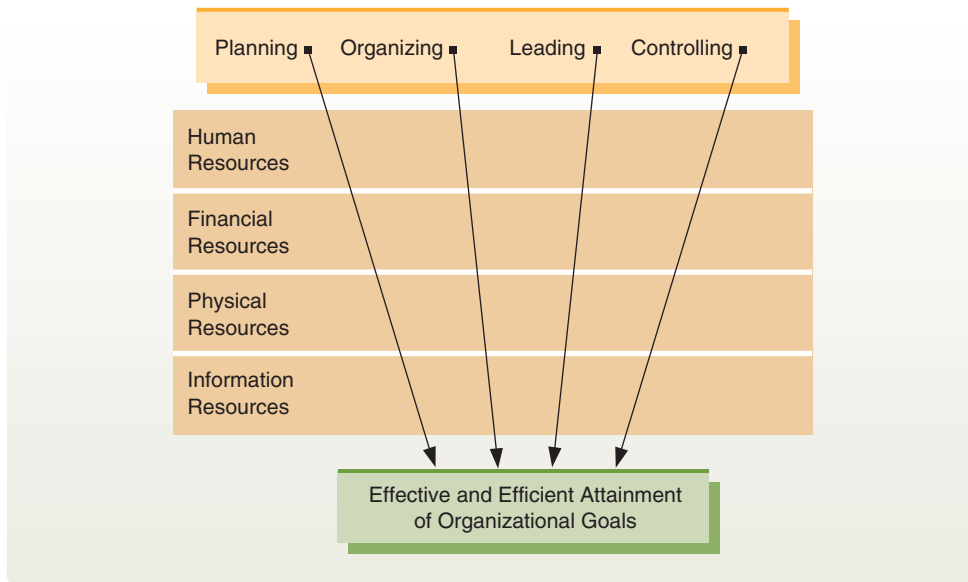 Planning Organizing Leading Controlling
Human
Resources
Financial
Resources
Physical
Resources
Information
Resources
Effective and Efficient Attainment
of Organizational Goals